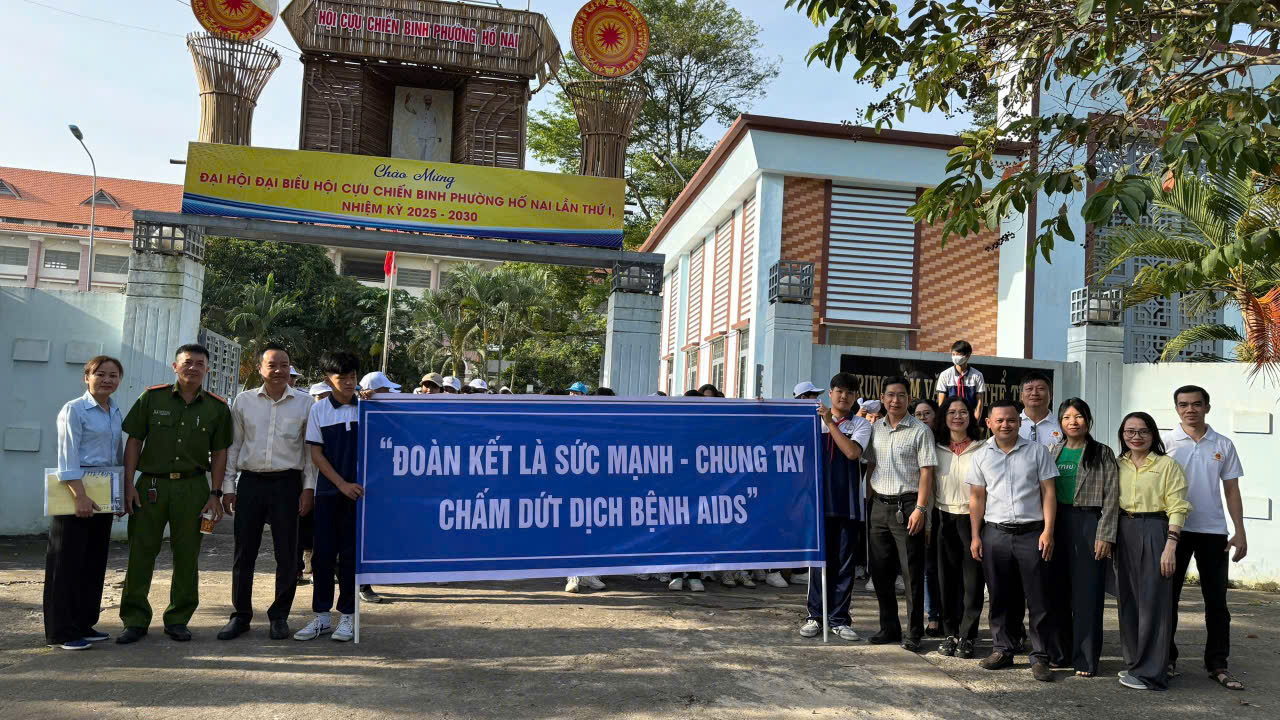 HỘI CỰU CHIẾN BINH PHƯỜNG HỐ NAI
Chào Mừng
ĐẠI HỘI ĐẠI BIỂU HỘI CỰU CHIẾN BINH PHƯỜNG HỐ NAI LẦN THỨ I,
NHIỆM KỲ 2025 - 2030
“ĐOÀN KẾT LÀ SỨC MẠNH - CHUNG TAY
CHẤM DỨT DỊCH BỆNH AIDS”